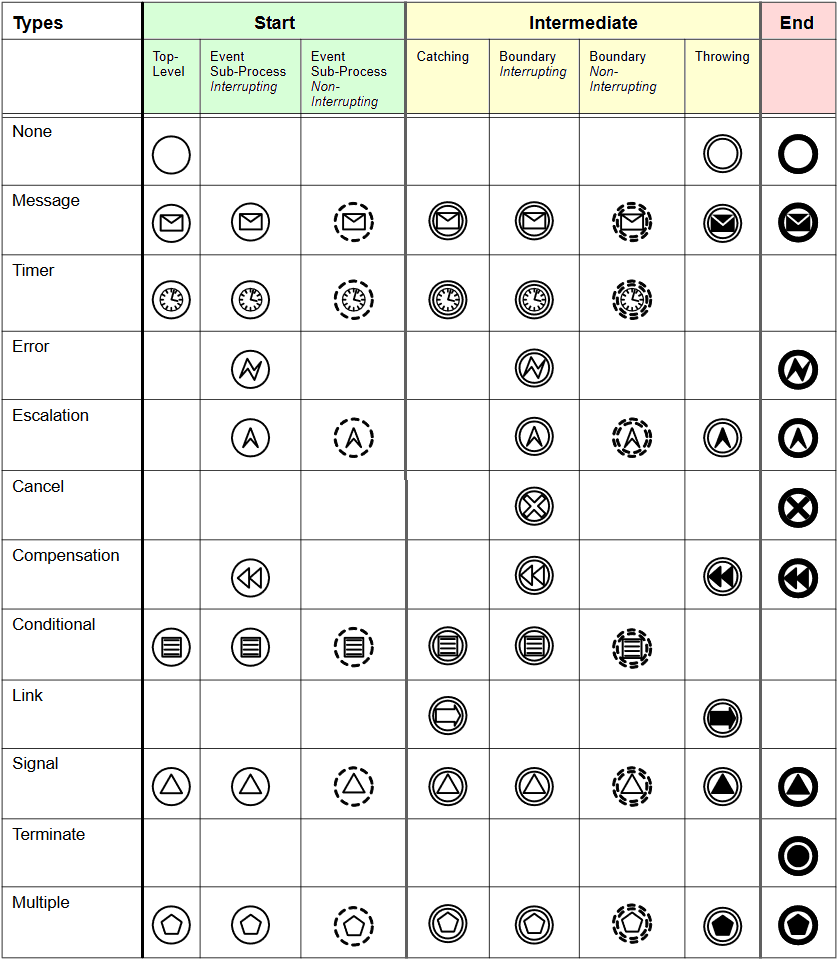 Types
Start
Intermediate
End
Top-
Level
Event
Sub-Process
Interrupting
Event
Sub-Process
Non-
Interrupting
Catching
Boundary
Interrupting
Boundary
Non-
Interrupting
Throwing
None
Message
Timer
Error
Escalation
Cancel
Compensation
Conditional
Link
Signal
Terminate
Multiple